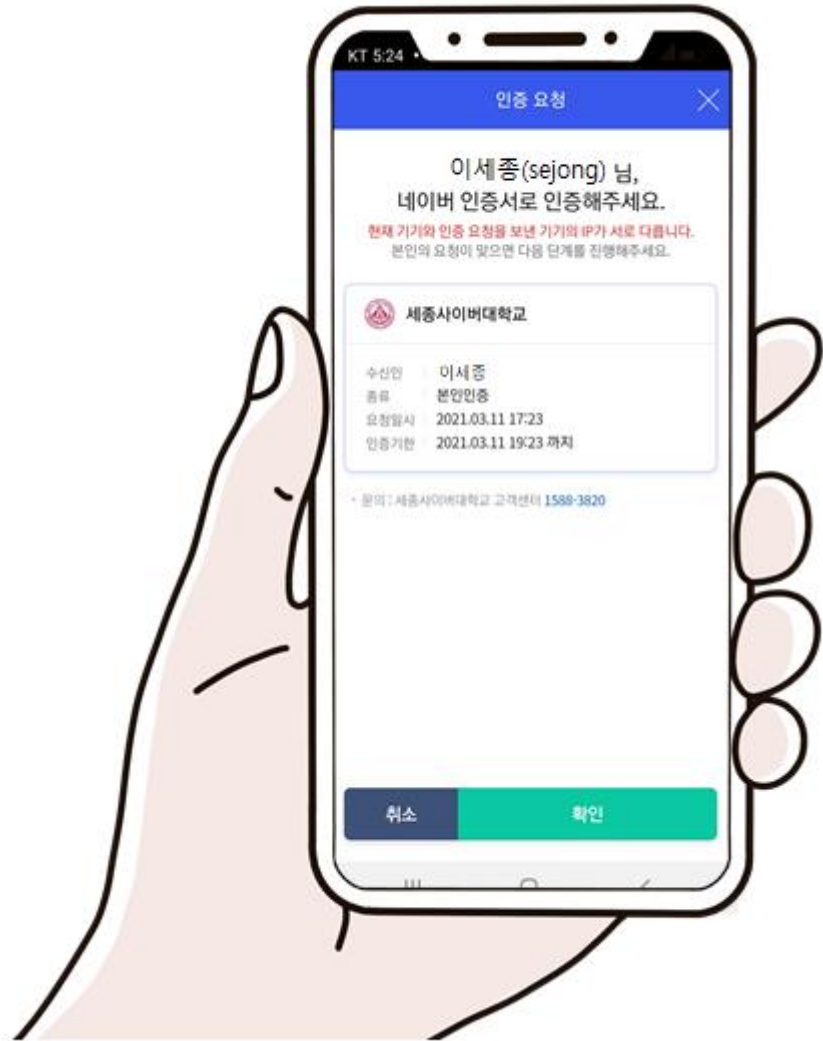 KT 5:24
인증 요청
이세종(sejong) 님,
네이버 인증서로 인증해주세요.
현재 기기와 인증 요청을 보낸 기기의 IP가 서로 다릅니다.
본인의 요청이 맞으면 다음 단계를 진행해주세요.
세종사이버대학교
수신인 이세종
종류 본인인증
요청일시 2021.03.11 17:23
인증기한 2021.03.11 19:23 까지
• 문의 : 세종사이버대학교 고객센터 1588-3820
취소 확인